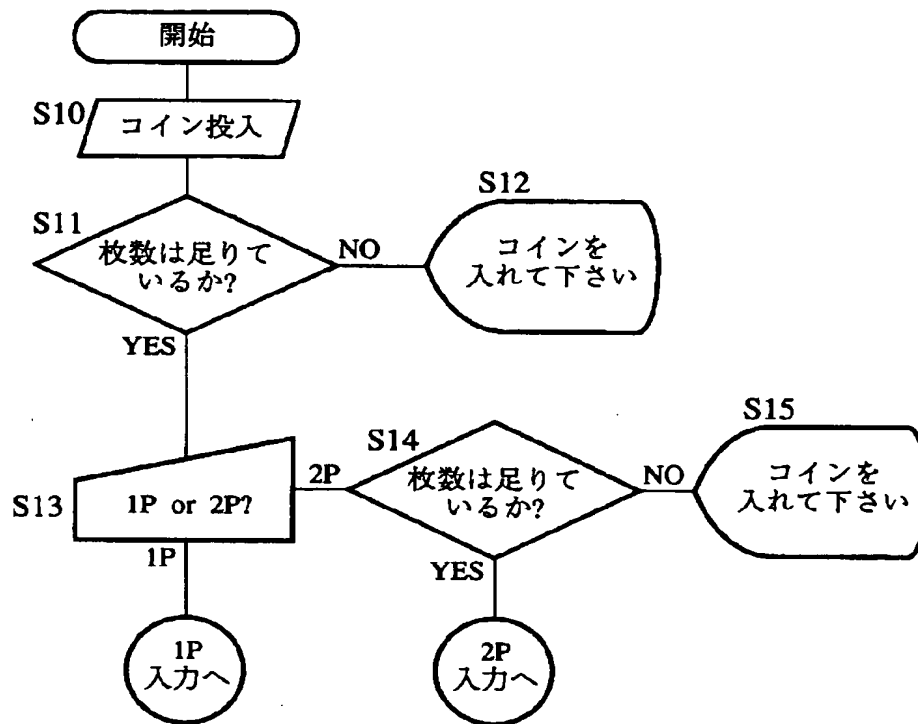 開始
S10
コイン投入
S11
枚数は足りて
いるか?
NO
S12
コインを
入れて下さい
YES
S13
1P or 2P?
2P
S14
枚数は足りて
いるか?
NO
S15
コインを
入れて下さい
1P
YES
1P
入力へ
2P
入力へ